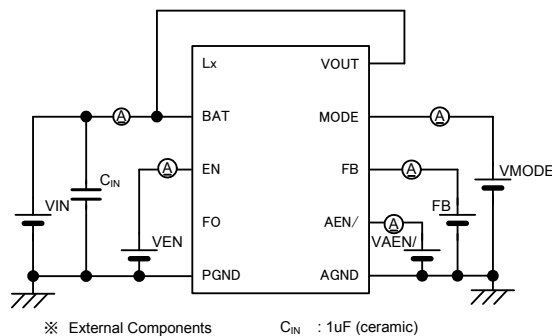 Lx VOUT
A BAT MODE A
EN A FB A
VIN CIN VMODE
FO AEN/ A FB
VEN VAEN/
PGND AGND
※ External Components CIN : 1uF (ceramic)